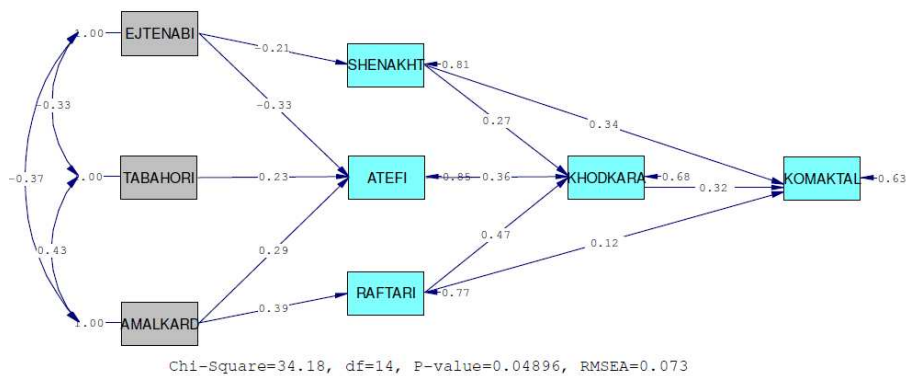 1.00 EJTENABI
-0.21
SHENAKHT 0.81
-0.33
-0.33
0.34
0.27
-0.37
.00 TABAHORI
0.23
ATEFI
0.85
0.36
KHODKARA
0.68
0.32
KOMAKTAL
0.63
0.43
0.47
0.12
0.29
0.39
RAFTARI
0.77
1.00 AMALKARD
Chi-Square=34.18, df=14, P-value=0.04896, RMSEA=0.073